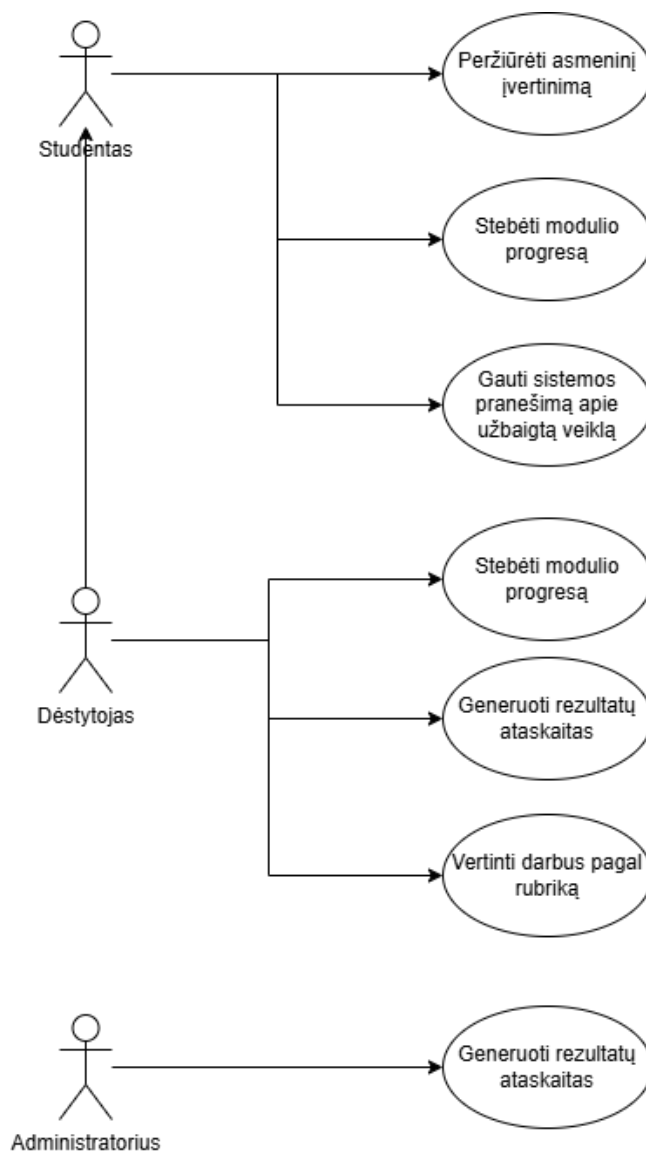 Peržiūrėti asmeninį
įvertinimą
Studentas
Stebėti modulio
progresą
Gauti sistemos
pranešimą apie
užbaigtą veiklą
Stebėti modulio
progresą
Dėstytojas
Generuoti rezultatų
ataskaitas
Vertinti darbus pagal
rubriką
Generuoti rezultatų
ataskaitas
Administratorius